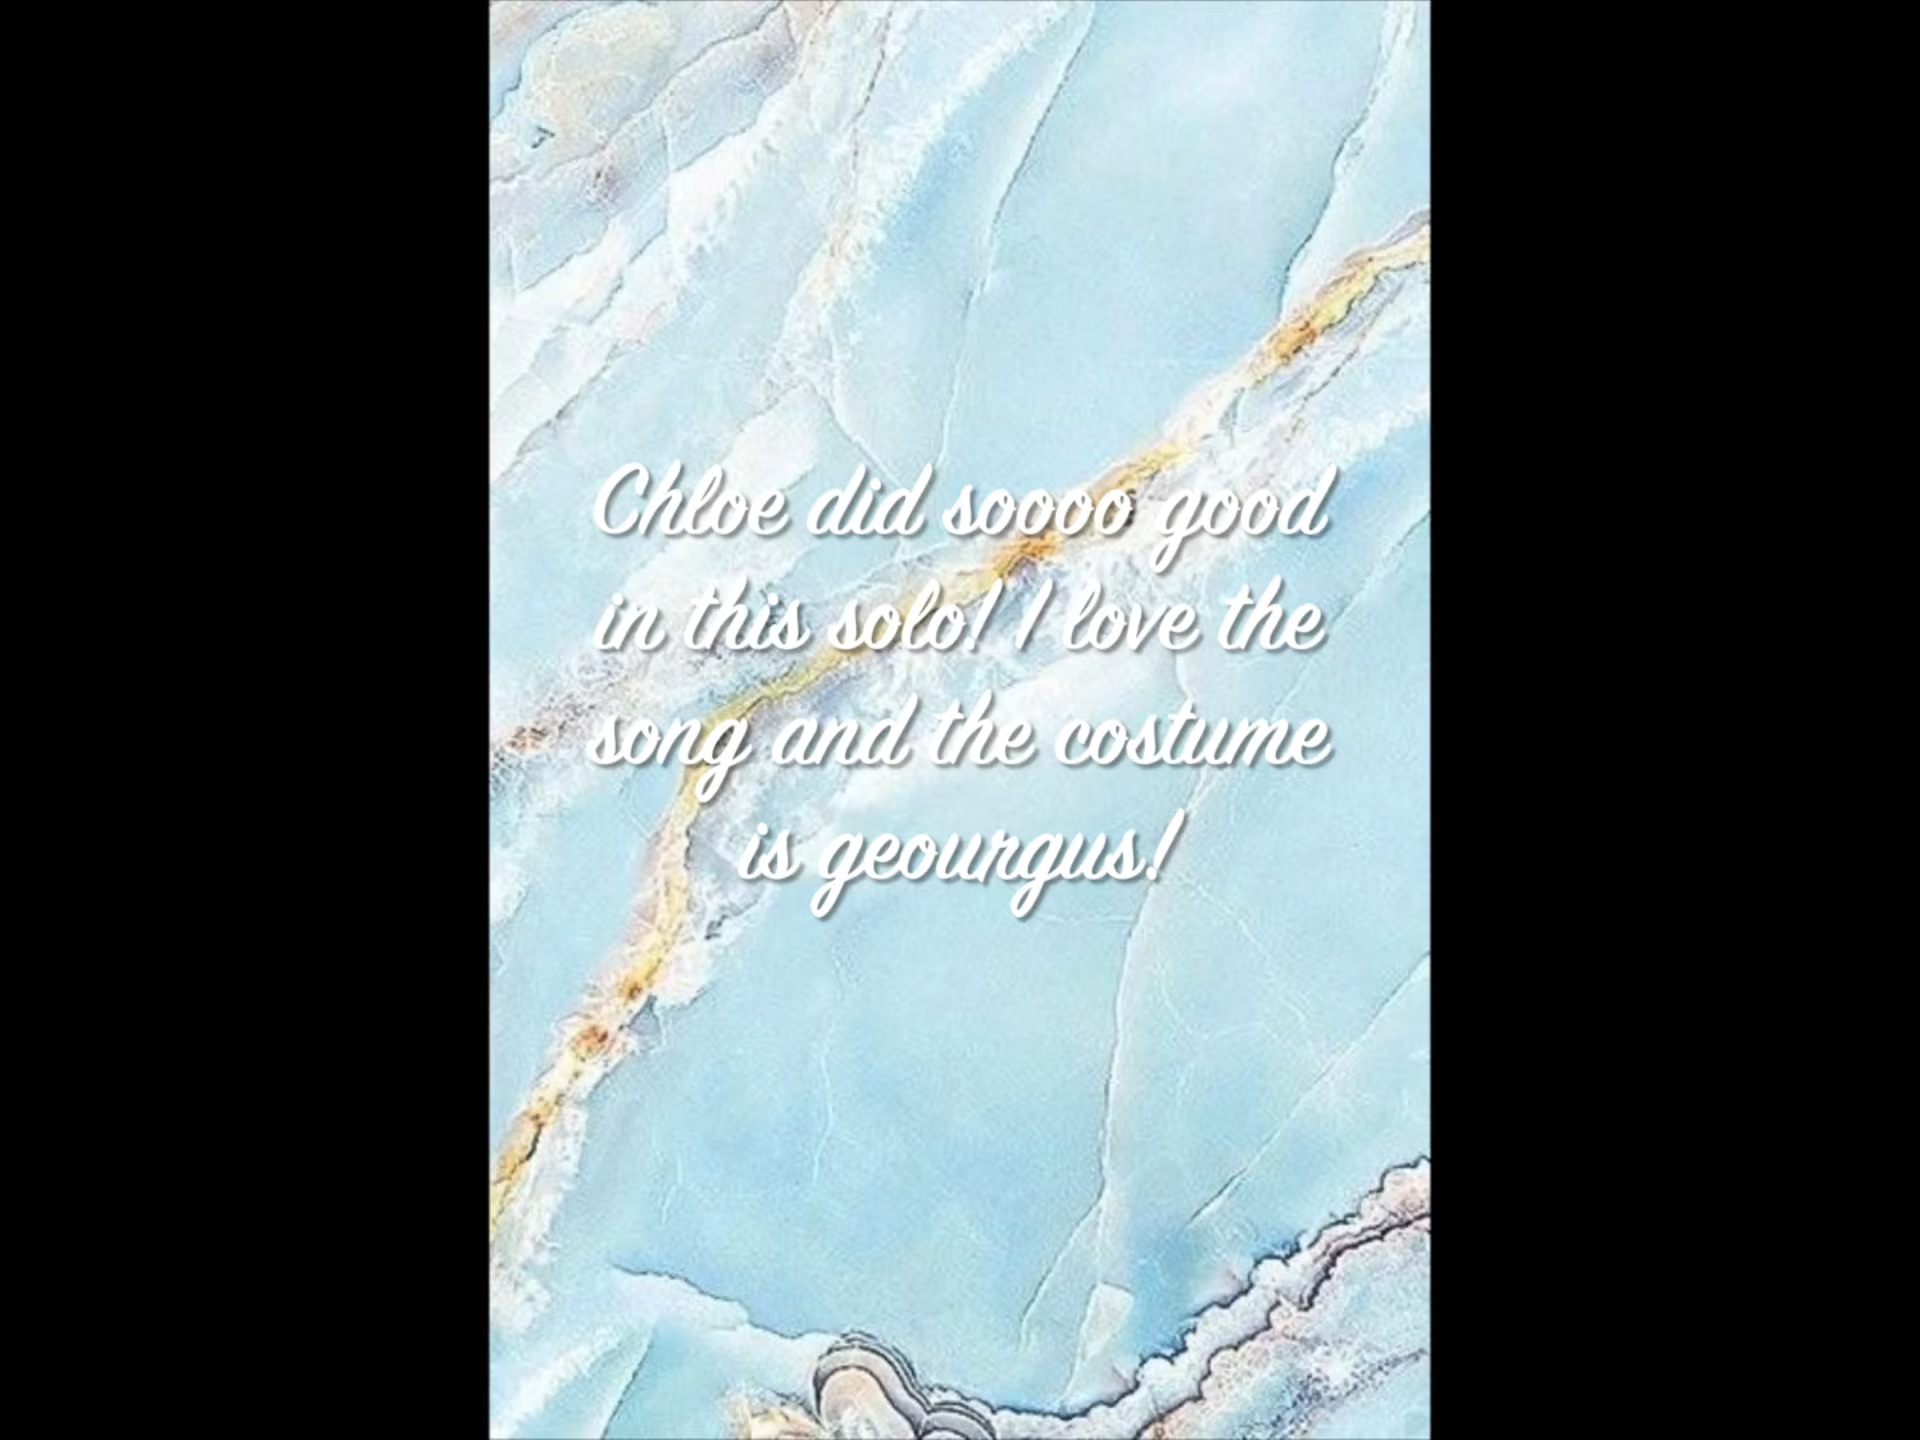 Chloe did soooo good
in this solo! I love the
song and the costume
is geourgus!